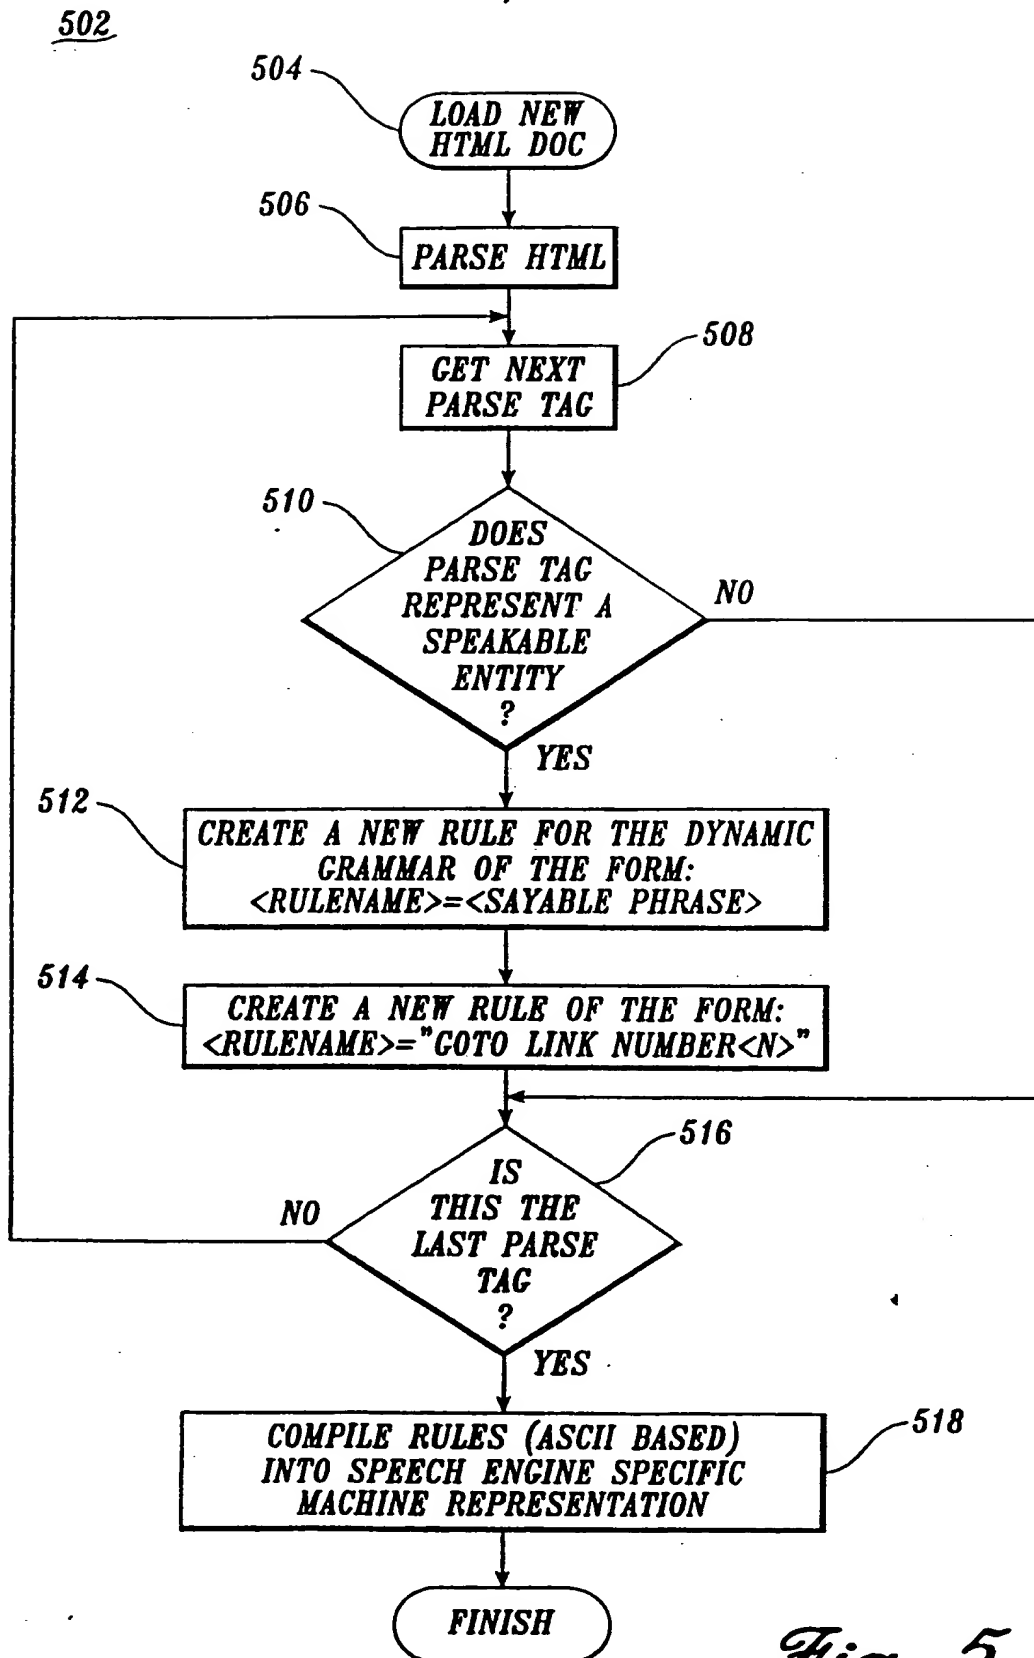 502
504
LOAD NEW
HTML DOC
506
PARSE HTML
508
GET NEXT
PARSE TAG
510
DOES
PARSE TAG
REPRESENT A
SPEAKABLE
ENTITY
?
NO
YES
512
CREATE A NEW RULE FOR THE DYNAMIC
GRAMMAR OF THE FORM:
<RULENAME>=<SAYABLE PHRASE>
514
CREATE A NEW RULE OF THE FORM:
<RULENAME>="GOTO LINK NUMBER<N>"
516
IS
THIS THE
LAST PARSE
TAG
?
NO
YES
518
COMPILE RULES (ASCII BASED)
INTO SPEECH ENGINE SPECIFIC
MACHINE REPRESENTATION
FINISH
Fig. 5